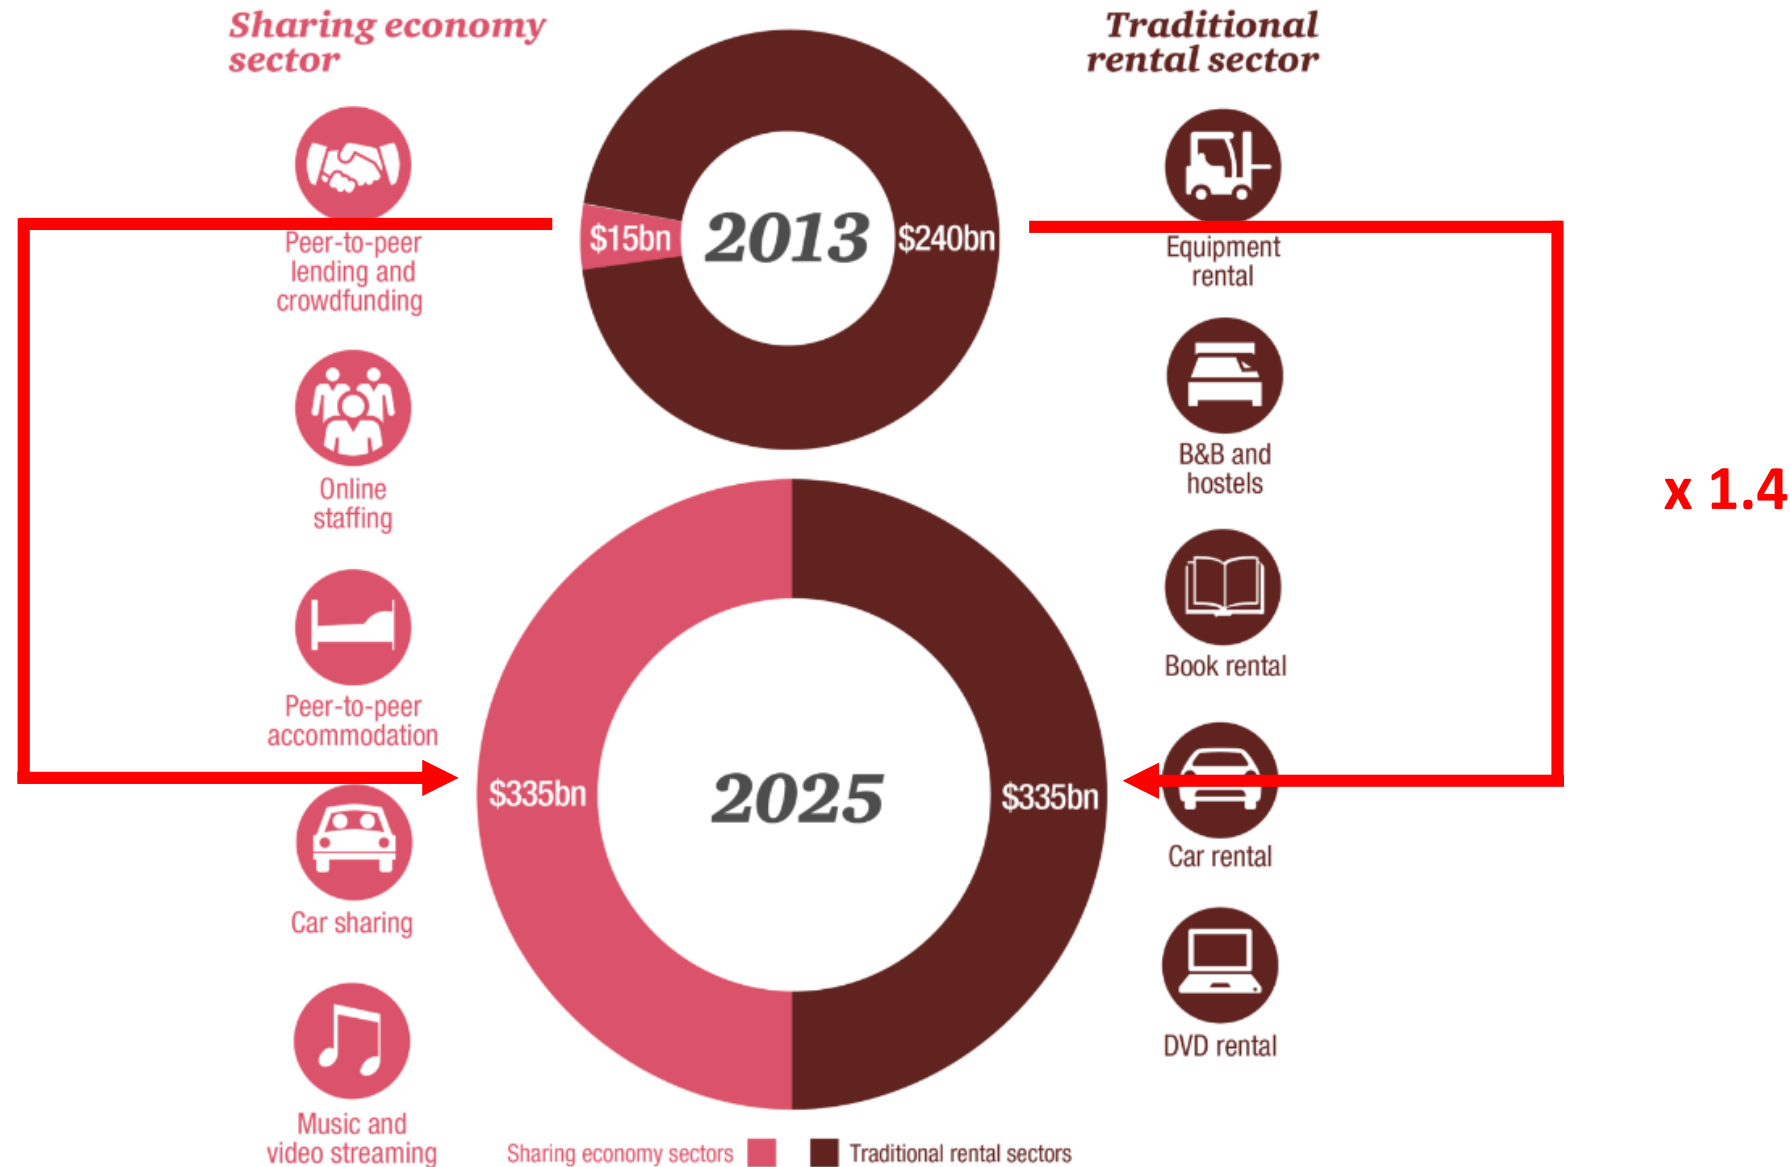 Sharing economy
sector
Peer-to-peer
lending and
crowdfunding
Online
staffing
Peer-to-peer
accommodation
Car sharing
Music and
video streaming
$15bn
2013
$240bn
$335bn
2025
$335bn
Sharing economy sectors
Traditional rental sectors
Traditional
rental sector
Equipment
rental
B&B and
hostels
Book rental
Car rental
DVD rental
x 1.4